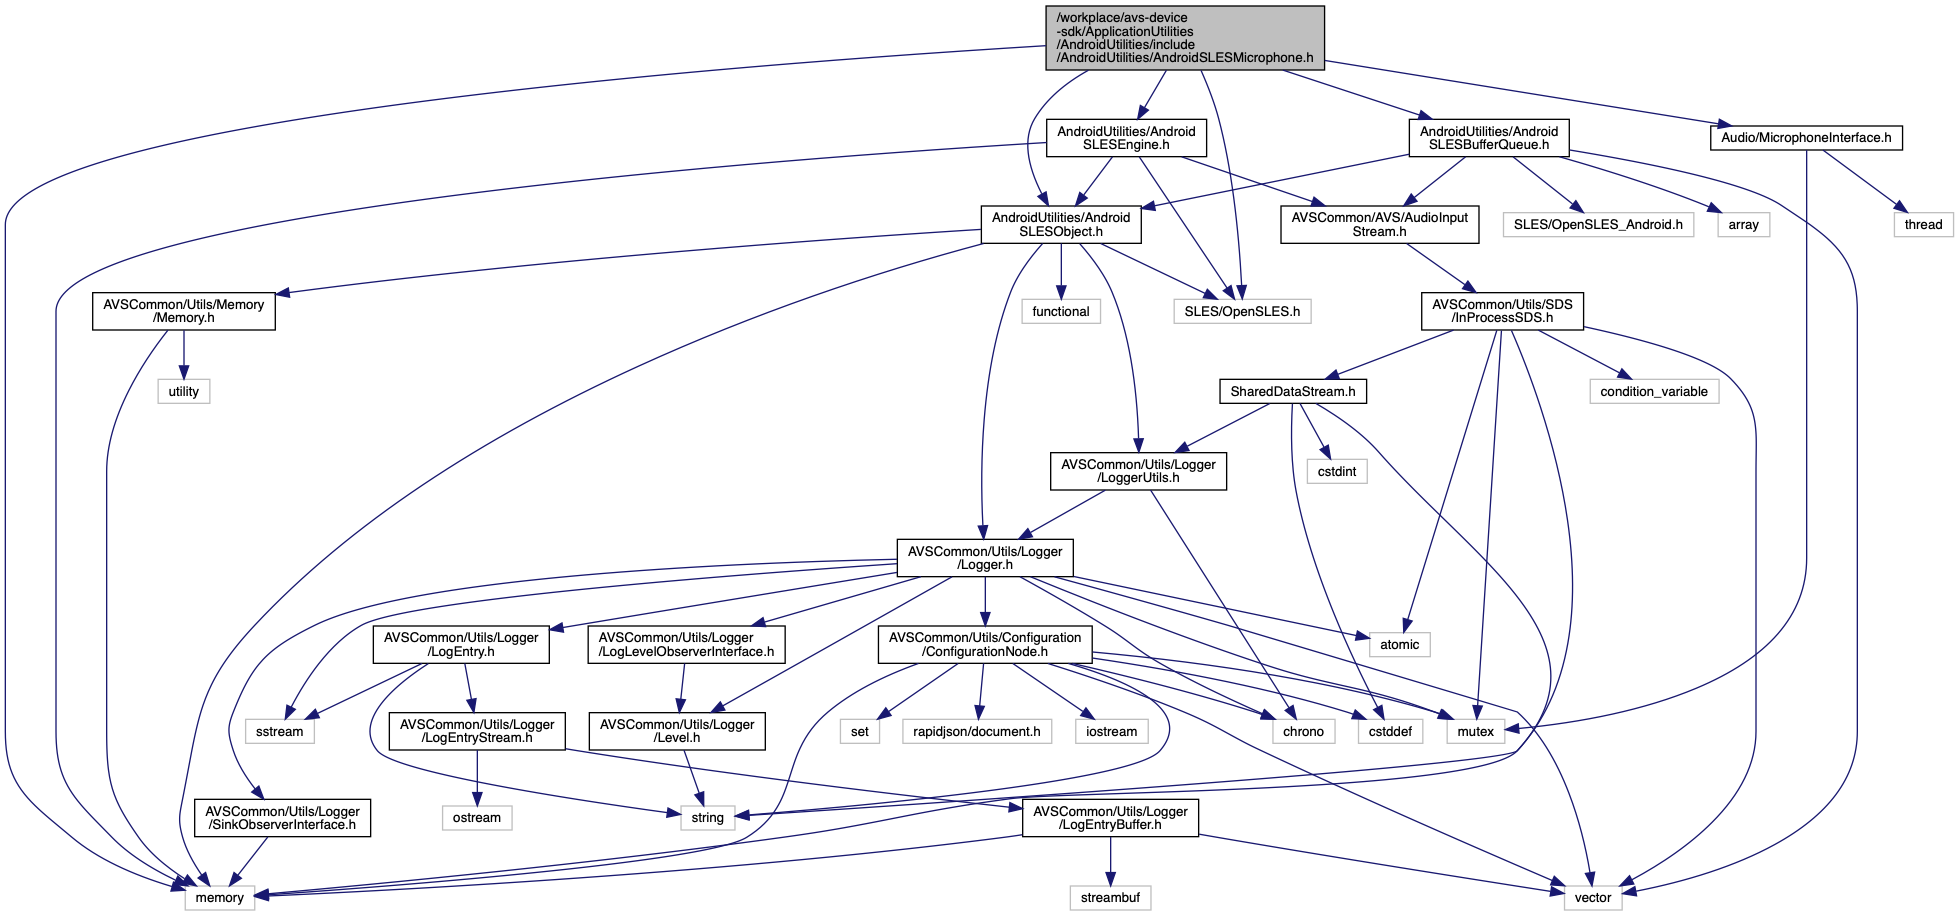 /workplace/avs-device
-sdk/ApplicationUtilities
/AndroidUtilities/include
/AndroidUtilities/AndroidSLESMicrophone.h
AndroidUtilities/Android
SLESEngine.h
AndroidUtilities/Android
SLESBufferQueue.h
Audio/MicrophoneInterface.h
AndroidUtilities/Android
SLESObject.h
AVSCommon/AVS/AudioInput
Stream.h
SLES/OpenSLES_Android.h
array
thread
AVSCommon/Utils/Memory
/Memory.h
functional
SLES/OpenSLES.h
AVSCommon/Utils/SDS
/InProcessSDS.h
utility
SharedDataStream.h
condition_variable
AVSCommon/Utils/Logger
/LoggerUtils.h
cstdint
AVSCommon/Utils/Logger
/Logger.h
AVSCommon/Utils/Logger
/LogEntry.h
AVSCommon/Utils/Logger
/LogLevelObserverInterface.h
AVSCommon/Utils/Configuration
/ConfigurationNode.h
atomic
sstream
AVSCommon/Utils/Logger
/LogEntryStream.h
AVSCommon/Utils/Logger
/Level.h
set
rapidjson/document.h
iostream
chrono
cstddef
mutex
AVSCommon/Utils/Logger
/SinkObserverInterface.h
ostream
string
AVSCommon/Utils/Logger
/LogEntryBuffer.h
memory
streambuf
vector